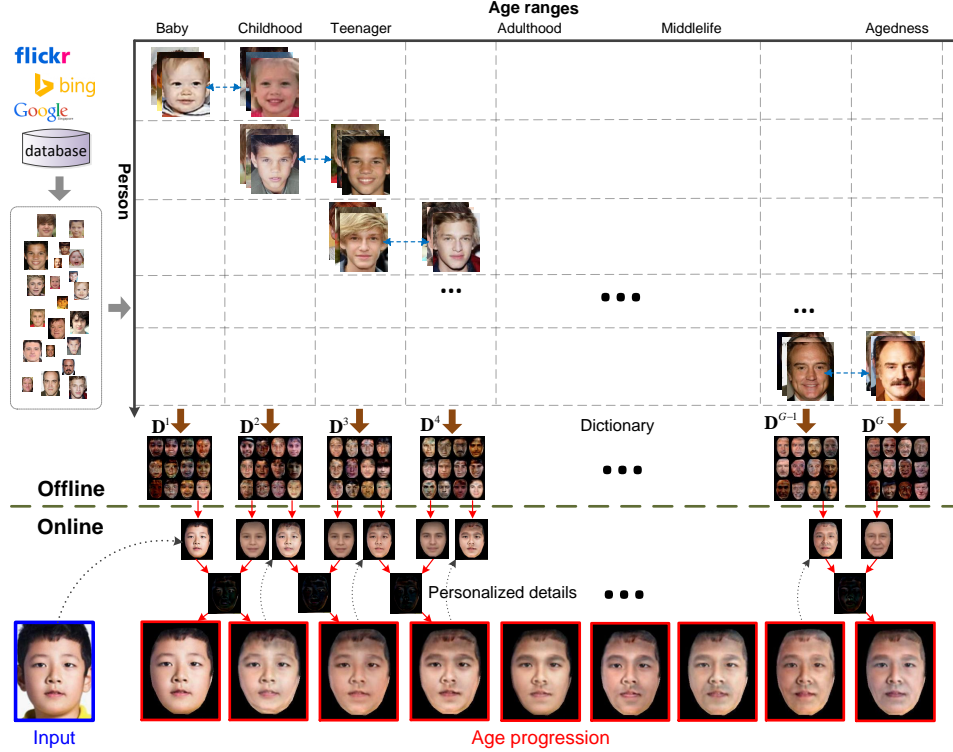 Age ranges
Baby Childhood Teenager Adulthood Middlelife Agedness
flickr
bing
Google
database
Person
...
...
...
D1 D2 D3 D4 Dictionary DG-1 DG
...
Offline
Online
Personalized details ...
Input Age progression